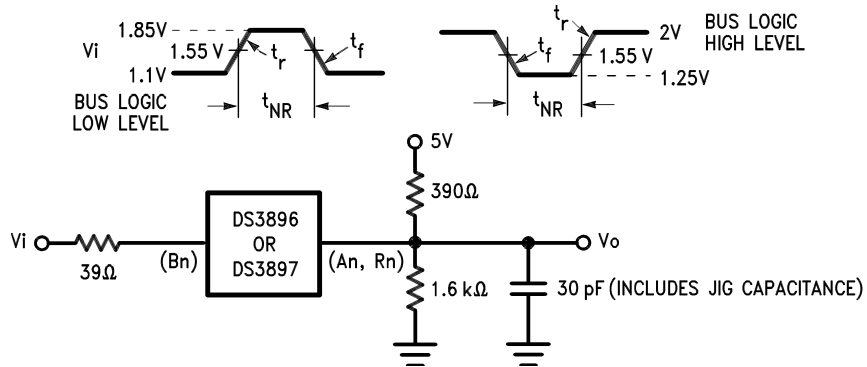 1.85V
Vi
1.55 V
1.1V
tr
tf
tNR
BUS LOGIC
LOW LEVEL
tr
tf
2V
1.55 V
1.25V
tNR
BUS LOGIC
HIGH LEVEL
5V
390Ω
Vi
39Ω
(Bn)
DS3896
OR
DS3897
(An, Rn)
Vo
1.6 kΩ
30 pF (INCLUDES JIG CAPACITANCE)